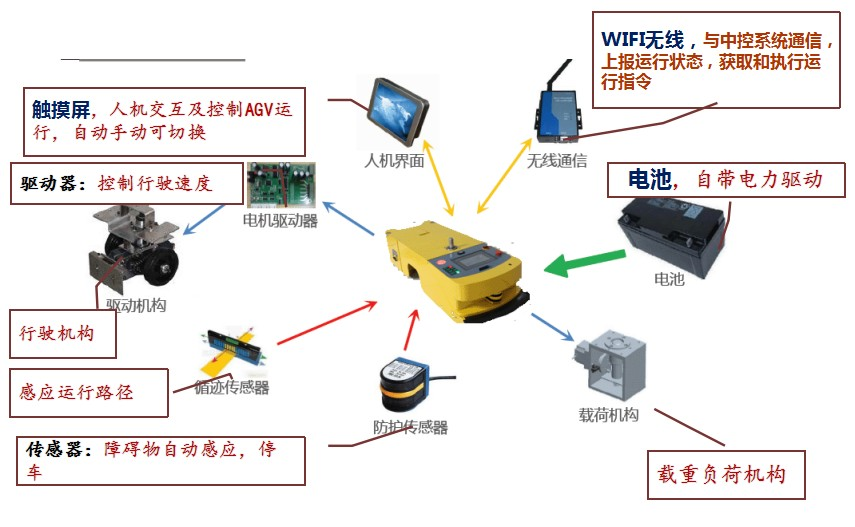 WIFI无线，与中控系统通信，
上报运行状态，获取和执行运
行指令
触摸屏，人机交互及控制AGV运
行，自动手动可切换
人机界面
无线通信
驱动器：控制行驶速度
电池，自带电力驱动
电机驱动器
电池
驱动机构
行驶机构
循迹传感器
感应运行路径
防护传感器
载荷机构
传感器：障碍物自动感应，停
车
载重负荷机构